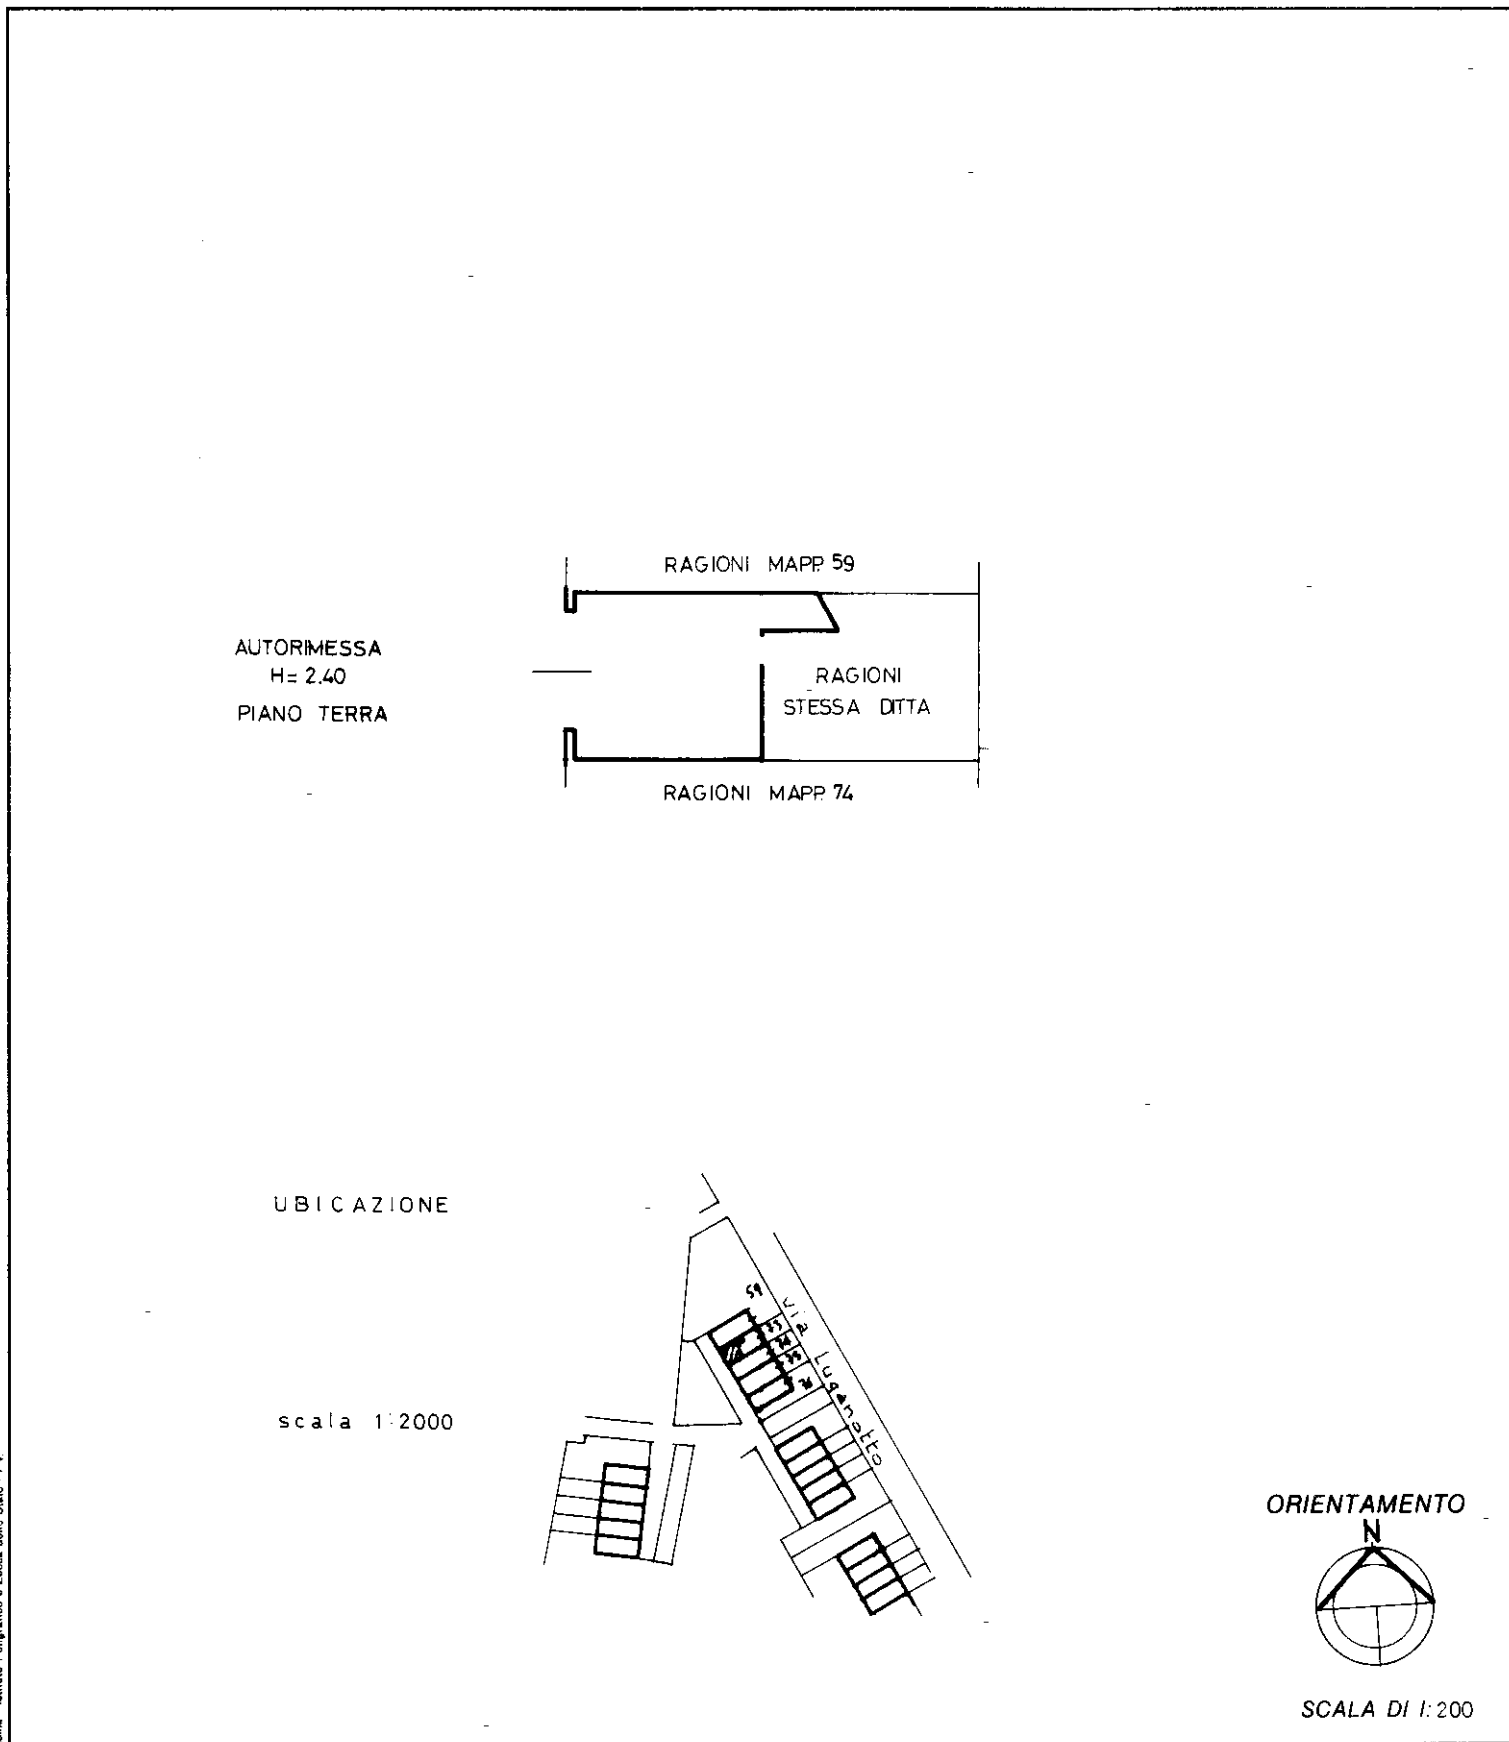 RAGIONI MAPP. 59
AUTORIMESSA
H= 2.40
PIANO TERRA
RAGIONI
STESSA DITTA
RAGIONI MAPP. 74
UBICAZIONE
scala 1:2000
59
via Luganotto
ORIENTAMENTO
N
SCALA DI 1:200